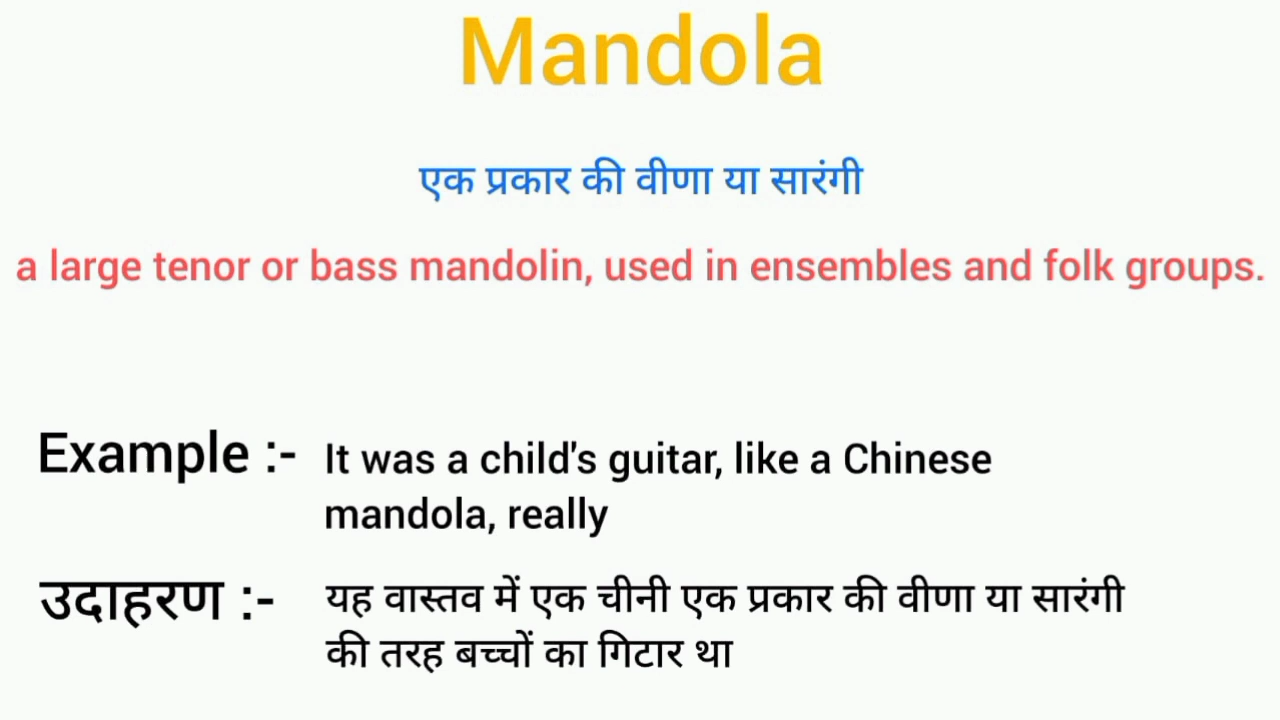 Mandola
एक प्रकार की वीणा या सारंगी
a large tenor or bass mandolin, used in ensembles and folk groups.
Example :- It was a child's guitar, like a Chinese
mandola, really
उदाहरण :- यह वास्तव में एक चीनी एक प्रकार की वीणा या सारंगी
की तरह बच्चों का गिटार था